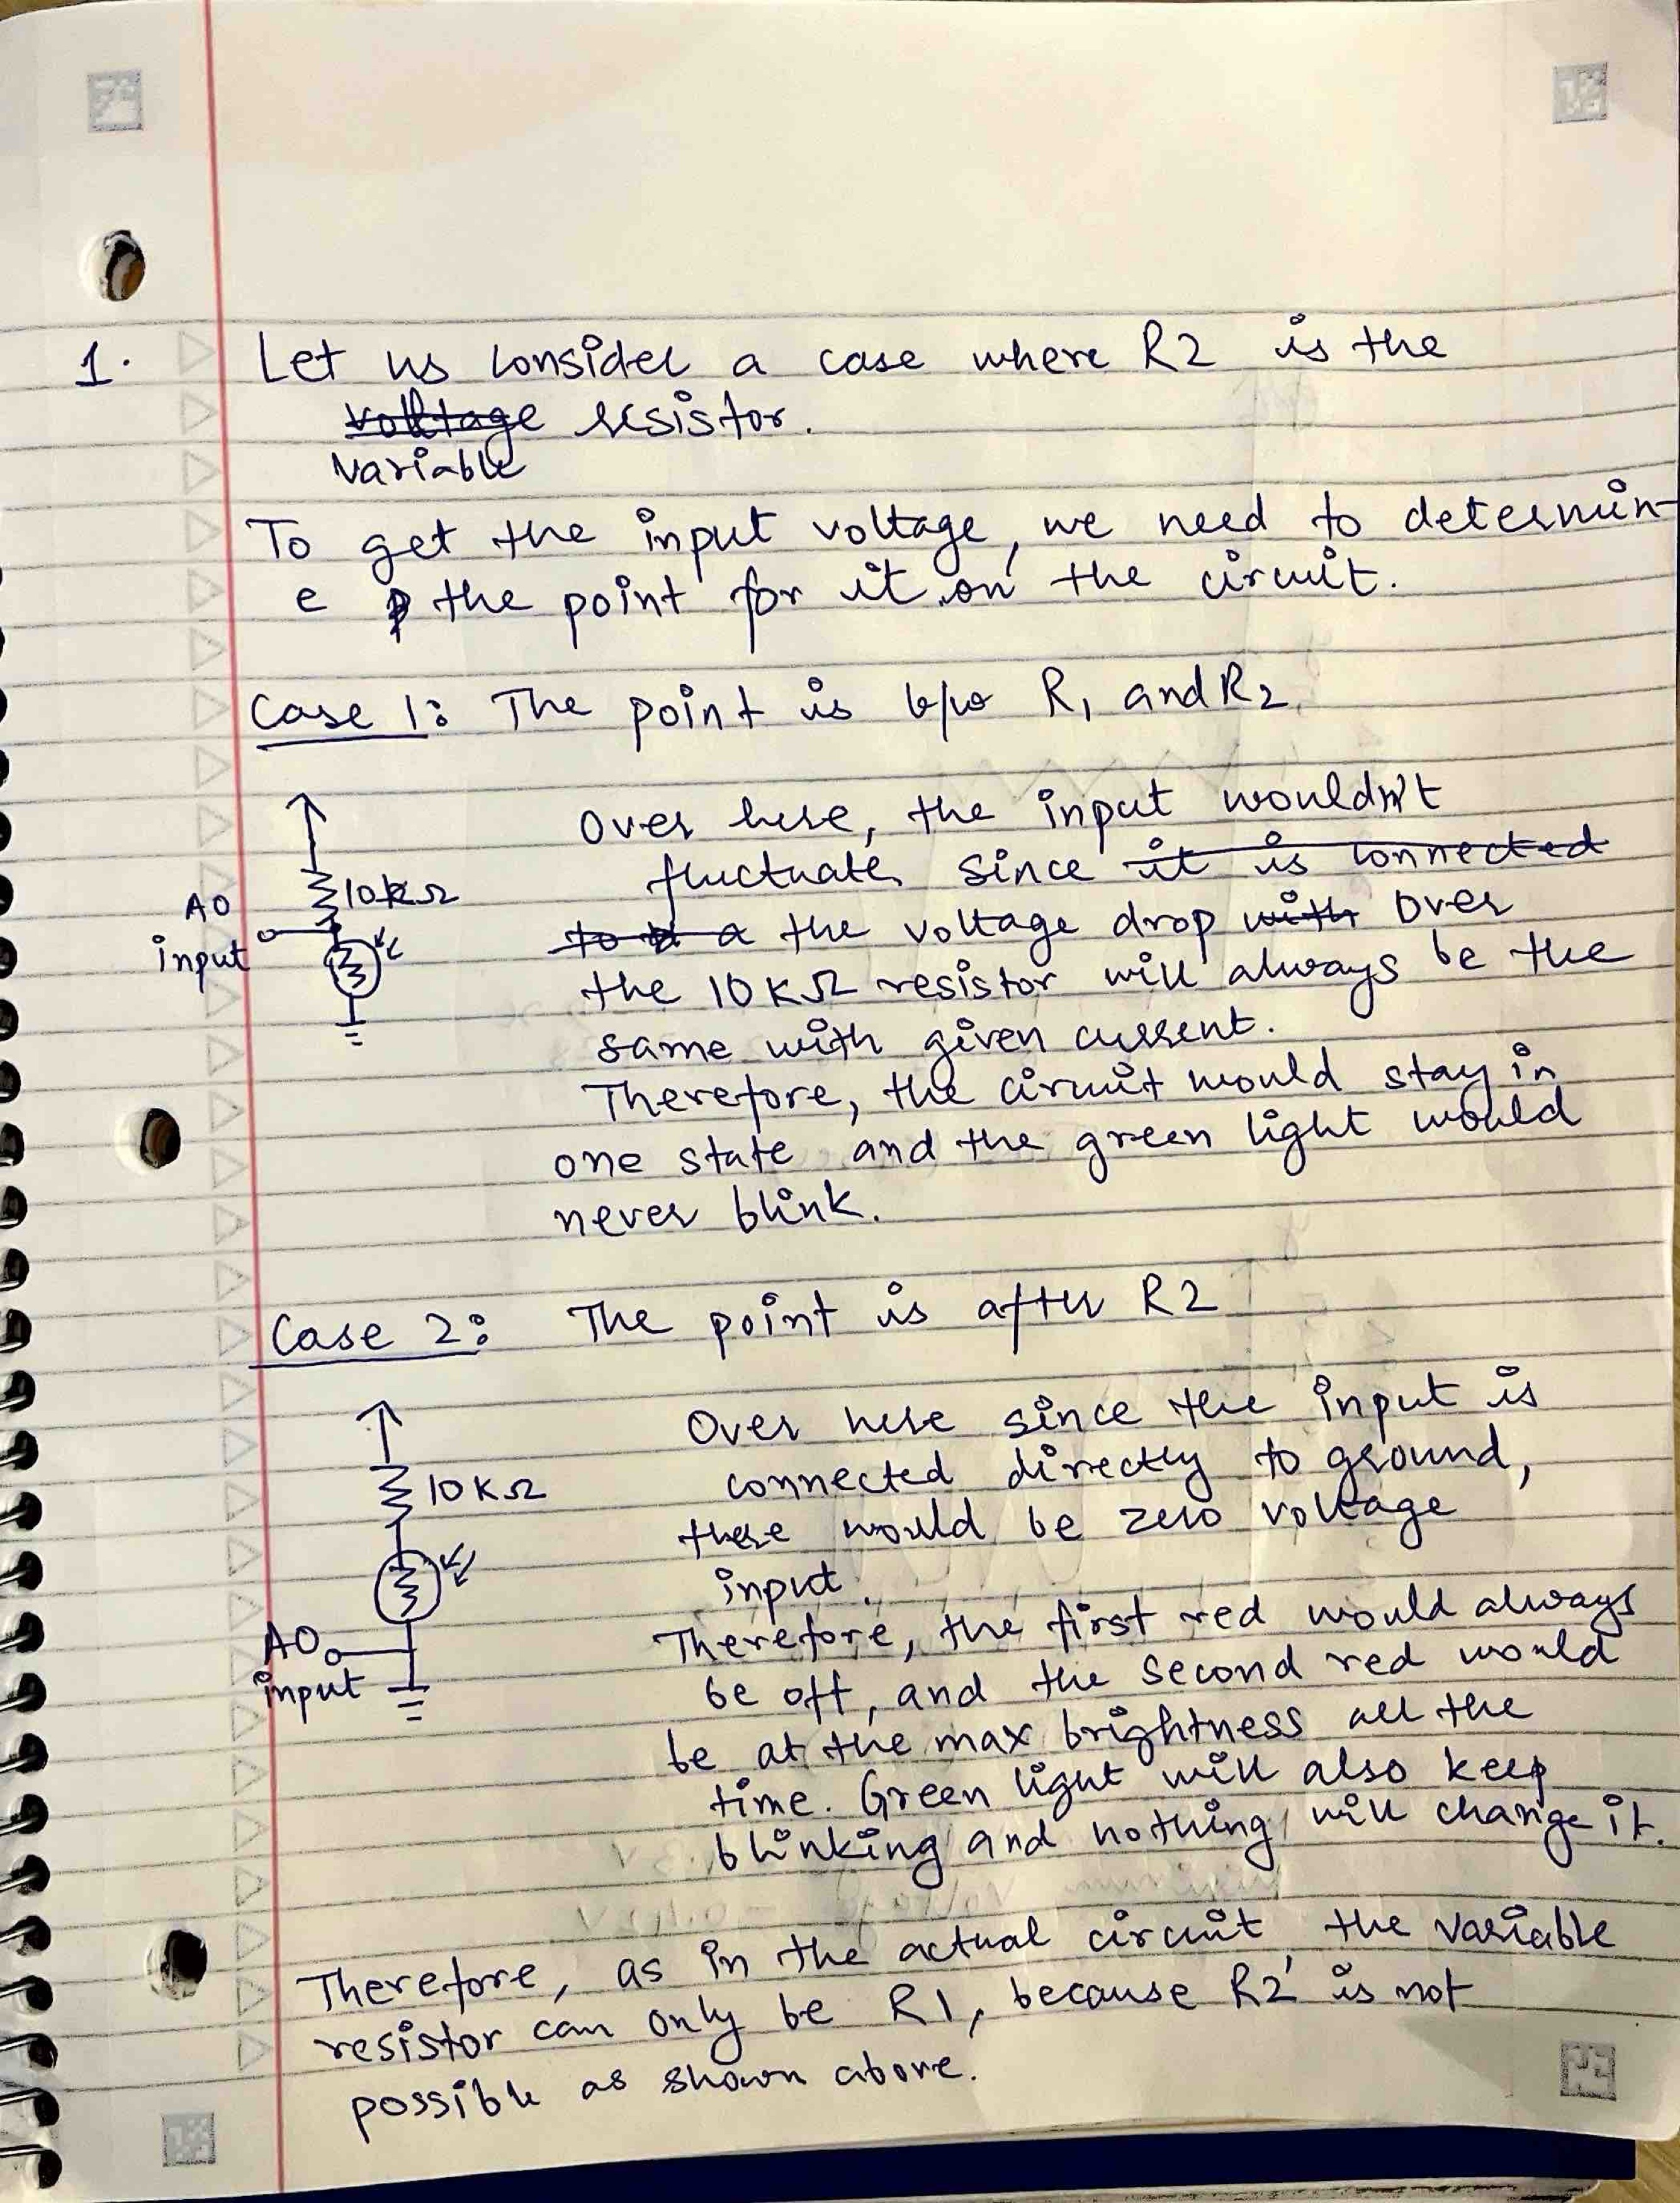 1. Let us consider a case where R2 is the
voltage resistor.
variable
To get the input voltage, we need to determin-
e the point for it on the circuit.
Case 1: The point is b/w R1 and R2.
Over here, the input wouldn't
fluctuate since it is connected
10kΩ
A0
to a the voltage drop with over
input
the 10KΩ resistor will always be the
same with given current.
Therefore, the circuit would stay in
one state and the green light would
never blink.
Case 2: The point is after R2
Over here since the input is
connected directly to ground,
10KΩ
there would be zero voltage
input.
Therefore, the first red would always
A0
be off, and the second red would
input
be at the max brightness all the
time. Green light will also keep
blinking and nothing will change it.
Therefore, as in the actual circuit, the variable
resistor can only be R1, because R2 is not
possible as shown above.